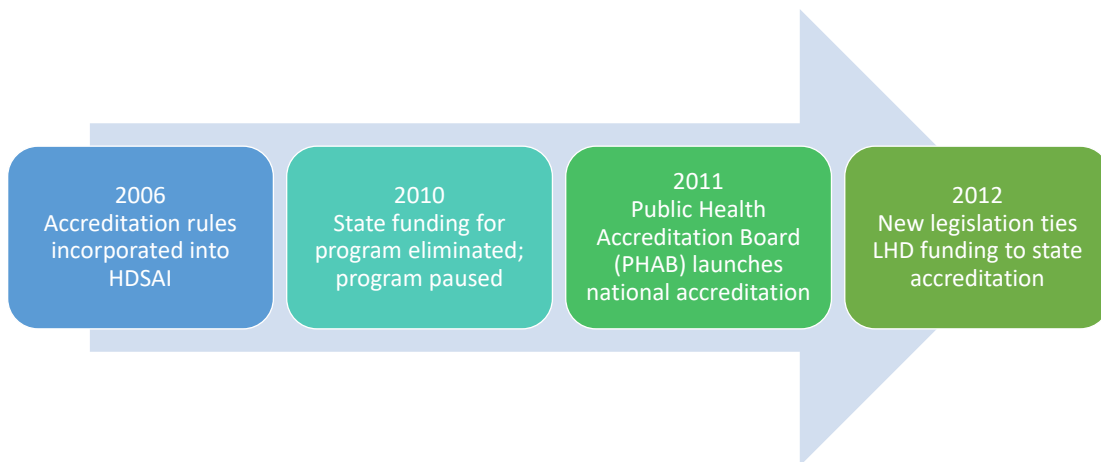 2006
Accreditation rules
incorporated into
HDSAI
2010
State funding for
program eliminated;
program paused
2011
Public Health
Accreditation Board
(PHAB) launches
national accreditation
2012
New legislation ties
LHD funding to state
accreditation